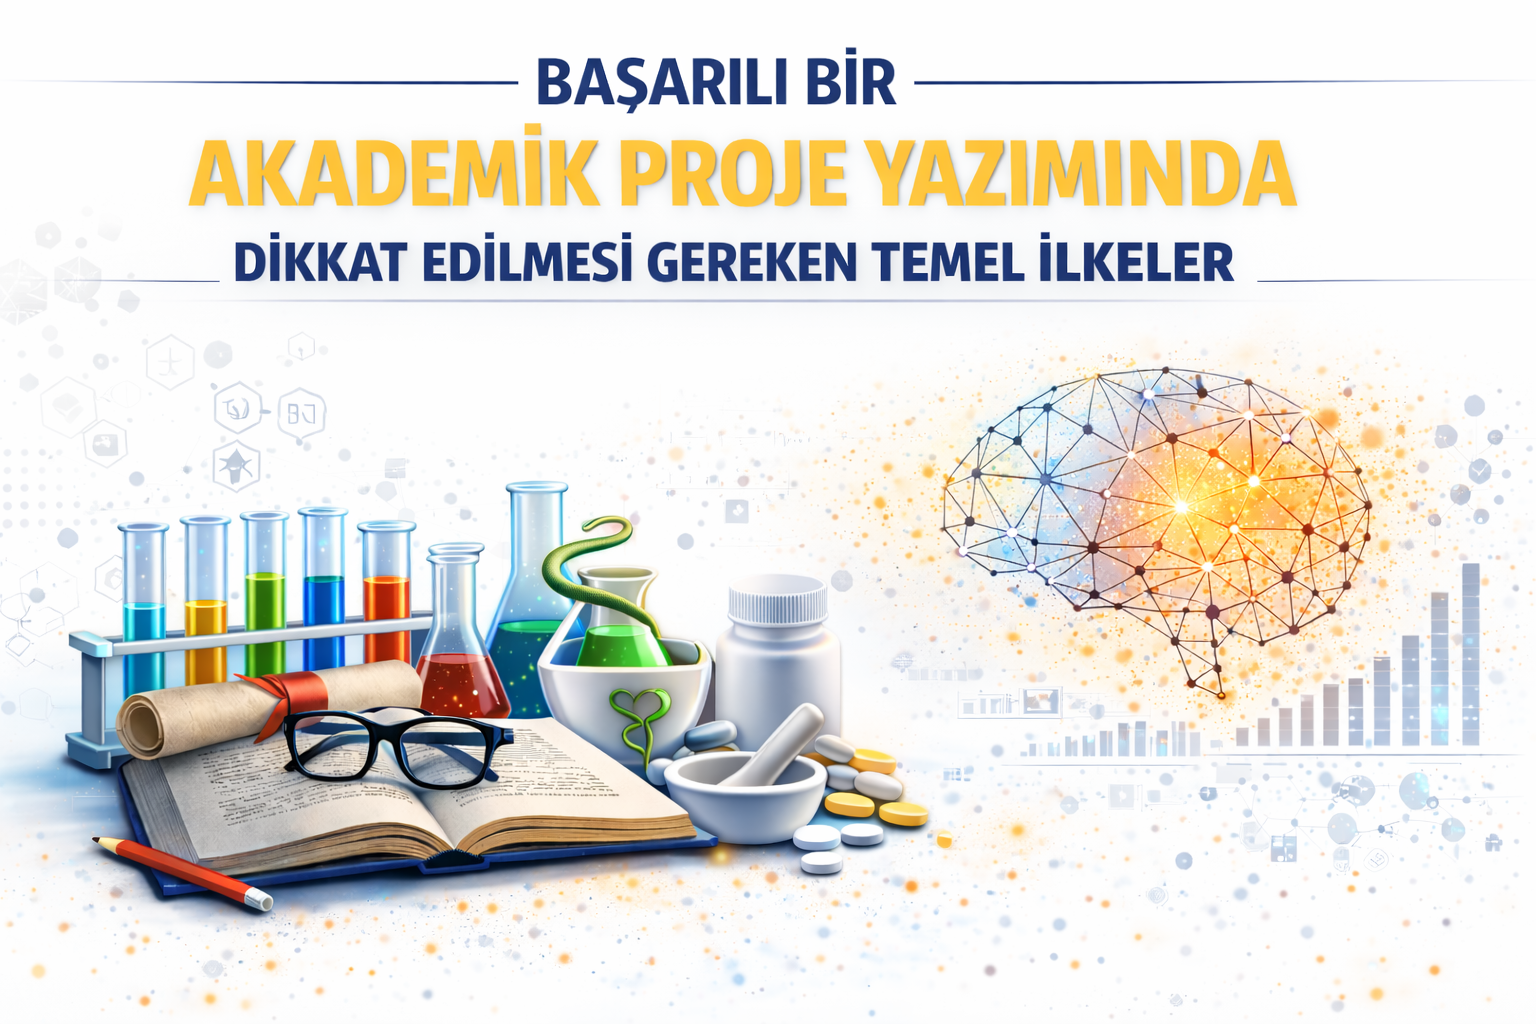 BAŞARILI BİR
AKADEMİK PROJE YAZIMINDA
DİKKAT EDİLMESİ GEREKEN TEMEL İLKELER